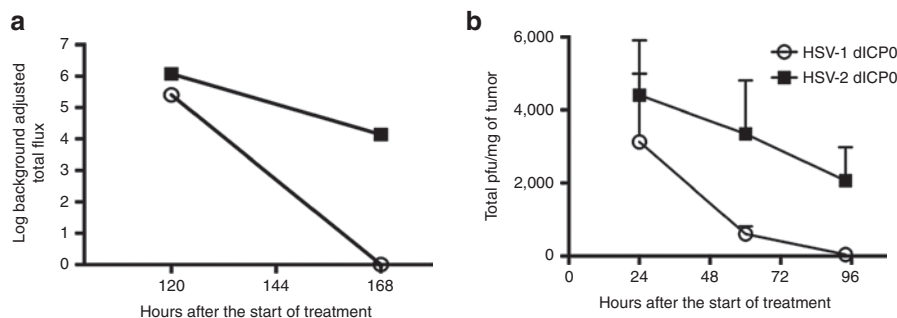 a
7
6
5
4
3
2
1
0
Log background adjusted
total flux
120
144
168
Hours after the start of treatment
b
6,000
4,000
2,000
0
Total pfu/mg of tumor
HSV-1 dICP0
HSV-2 dICP0
0
24
48
60
72
96
Hours after the start of treatment